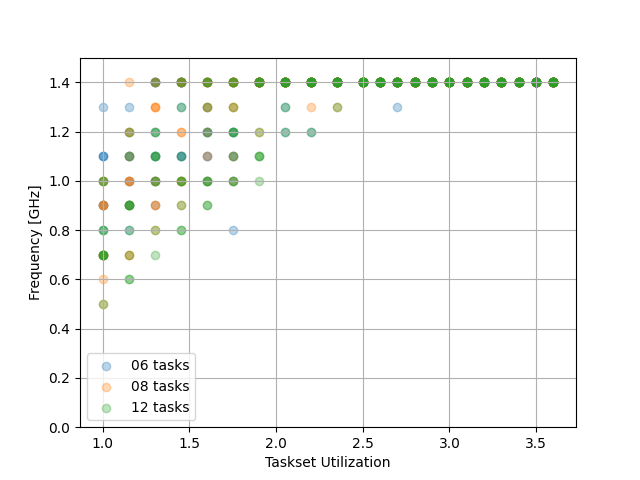 1.4
1.2
1.0
0.8
0.6
0.4
0.2
0.0
Frequency [GHz]
06 tasks
08 tasks
12 tasks
1.0 1.5 2.0 2.5 3.0 3.5
Taskset Utilization